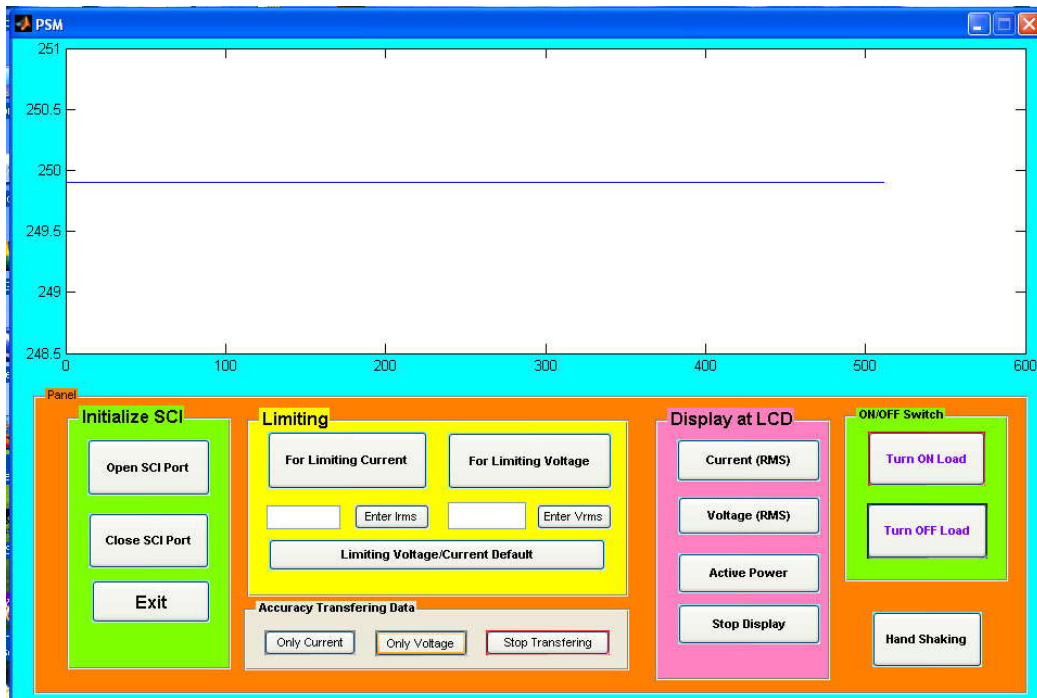 PSM
251
250.5
250
249.5
249
248.5
0 100 200 300 400 500 600
Panel
Initialize SCI
Open SCI Port
Close SCI Port
Exit
Limiting
For Limiting Current
For Limiting Voltage
Enter Irms
Enter Vrms
Limiting Voltage/Current Default
Accuracy Transfering Data
Only Current
Only Voltage
Stop Transfering
Display at LCD
Current (RMS)
Voltage (RMS)
Active Power
Stop Display
ON/OFF Switch
Turn ON Load
Turn OFF Load
Hand Shaking